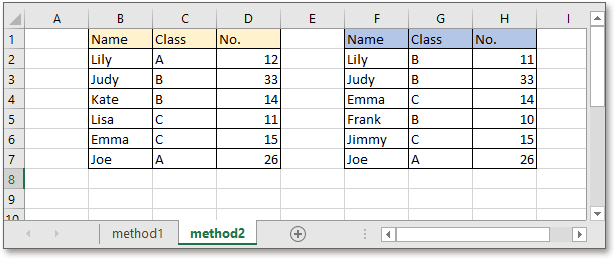 A B C D E F G H I
1 Name Class No. Name Class No.
2 Lily A 12 Lily B 11
3 Judy B 33 Judy B 33
4 Kate B 14 Emma C 14
5 Lisa C 11 Frank B 10
6 Emma C 15 Jimmy C 15
7 Joe A 26 Joe A 26
8
9
10
method1 method2